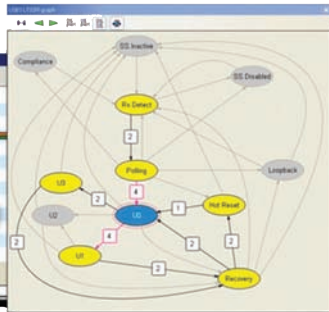 SS Inactive
Compliance
SS Disabled
Rx Detect
2
Polling
Loopback
4
U3
2
1
Hot Reset
U2
U0
2
4
2
2
U1
2
Recovery